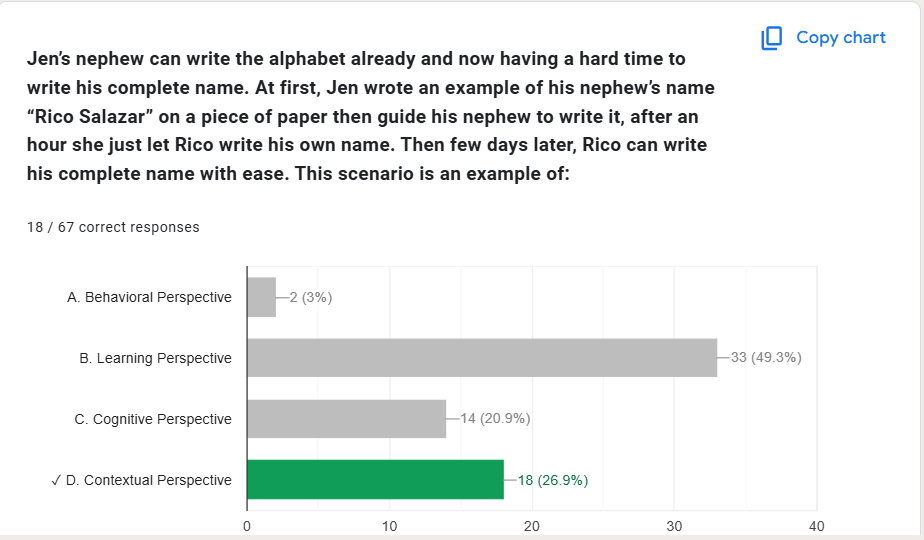 Copy chart
Jen’s nephew can write the alphabet already and now having a hard time to
write his complete name. At first, Jen wrote an example of his nephew’s name
“Rico Salazar” on a piece of paper then guide his nephew to write it, after an
hour she just let Rico write his own name. Then few days later, Rico can write
his complete name with ease. This scenario is an example of:
18 / 67 correct responses
A. Behavioral Perspective
2 (3%)
B. Learning Perspective
33 (49.3%)
C. Cognitive Perspective
14 (20.9%)
✓ D. Contextual Perspective
18 (26.9%)
0 10 20 30 40